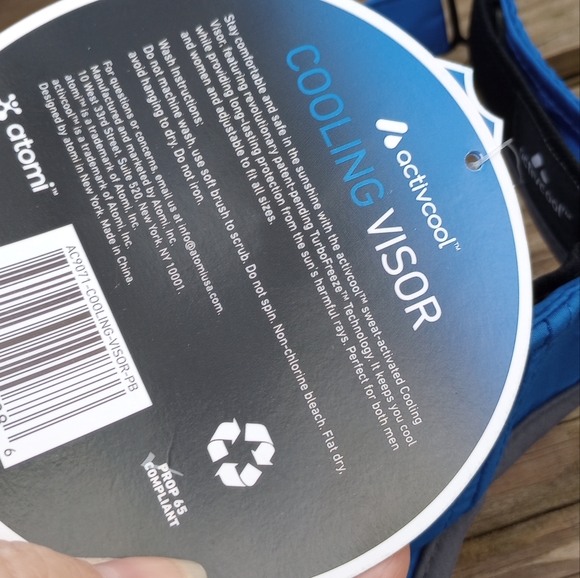 activcool™
COOLING VISOR
Stay comfortable and safe in the sunshine with the activcool™ sweat-activated Cooling
Visor, featuring revolutionary patent-pending TurboFreeze™ Technology. It keeps you cool
while providing long-lasting protection from the sun's harmful rays. Perfect for both men
and women and adjustable to fit all sizes.
Wash Instructions:
Do not machine wash, use soft brush to scrub. Do not spin. Non-chlorine bleach. Flat dry,
avoid hanging to dry. Do not iron.
For questions or concerns, email us at info@atomiusa.com.
Manufactured and marketed by Atomi, Inc.
10 West 33rd Street, Suite 520, New York, NY 10001.
atomi™ is a trademark of Atomi, Inc.
activcool™ is a trademark of Atomi, Inc.
Designed by atomi in New York. Made in China.
atomi™
AC9071-COOLING-VISOR-PB
8 6
PROP 65
COMPLIANT
activcool